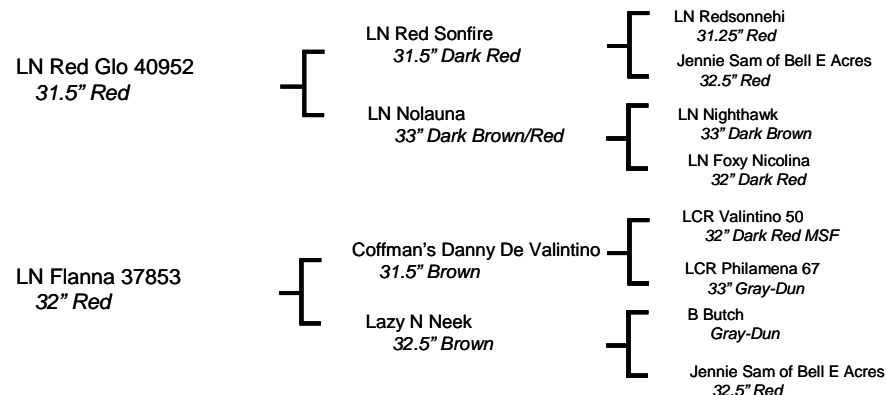 LN Red Glo 40952
31.5” Red
LN Red Sonfire
31.5” Dark Red
LN Redsonnehi
31.25” Red
Jennie Sam of Bell E Acres
32.5” Red
LN Nolauna
33” Dark Brown/Red
LN Nighthawk
33” Dark Brown
LN Foxy Nicolina
32” Dark Red
LN Flanna 37853
32” Red
Coffman’s Danny De Valintino
31.5” Brown
LCR Valintino 50
32” Dark Red MSF
LCR Philamena 67
33” Gray-Dun
Lazy N Neek
32.5” Brown
B Butch
Gray-Dun
Jennie Sam of Bell E Acres
32.5” Red